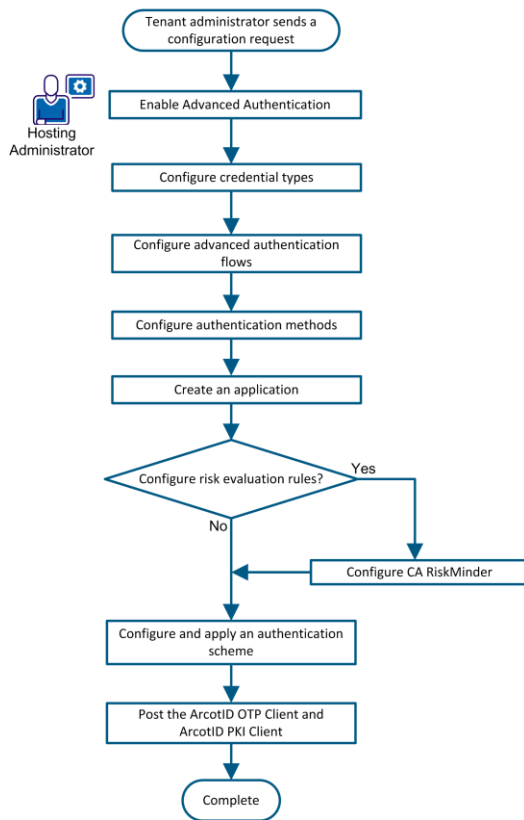 Tenant administrator sends a
configuration request
Enable Advanced Authentication
Hosting
Administrator
Configure credential types
Configure advanced authentication
flows
Configure authentication methods
Create an application
Configure risk evaluation rules?
Yes
No
Configure CA RiskMinder
Configure and apply an authentication
scheme
Post the ArcotID OTP Client and
ArcotID PKI Client
Complete